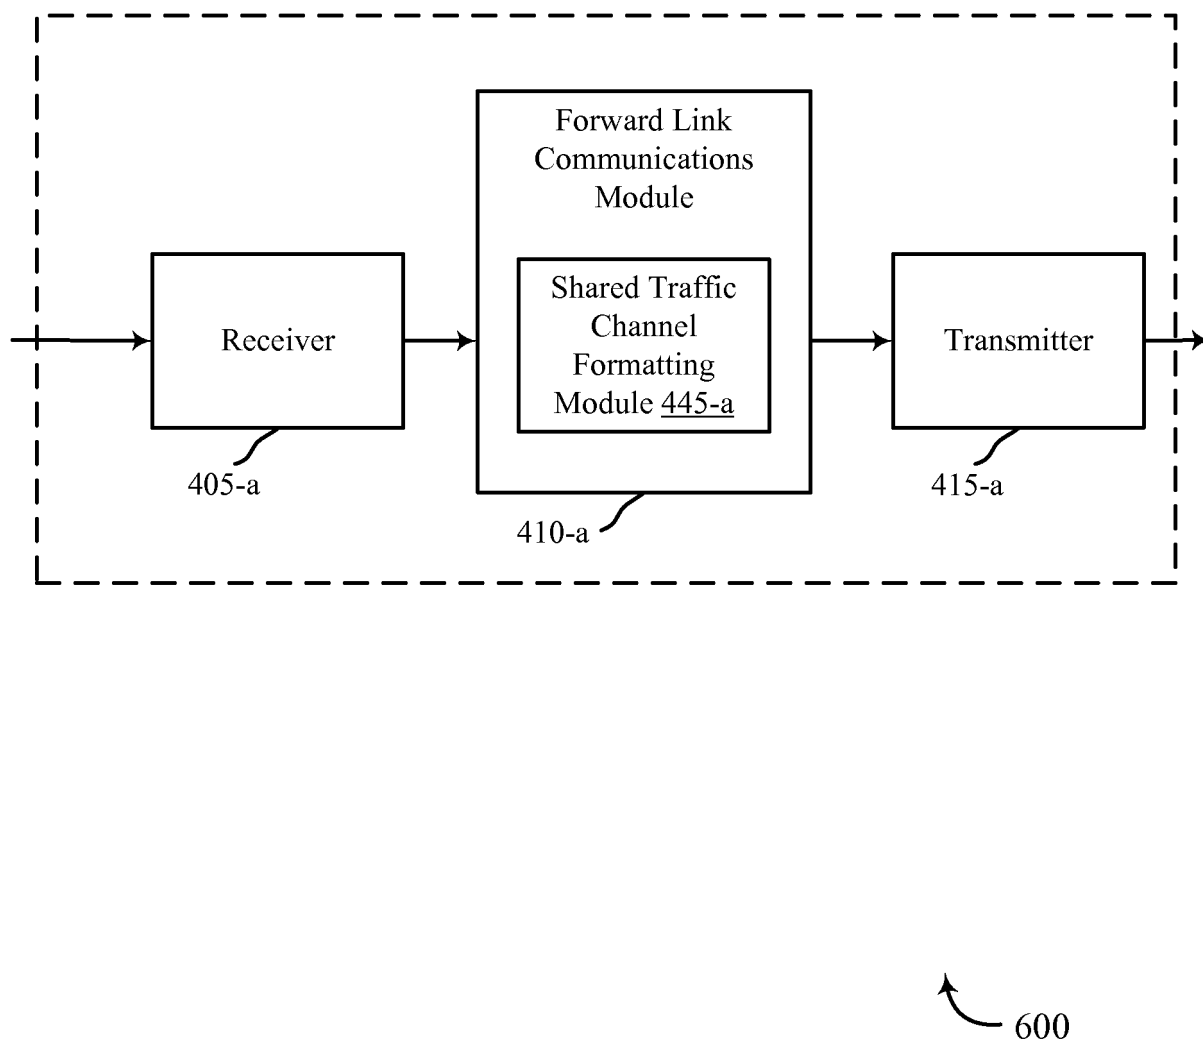 Forward Link
Communications
Module
Shared Traffic
Channel
Formatting
Module 445-a
Receiver
Transmitter
405-a
410-a
415-a
600